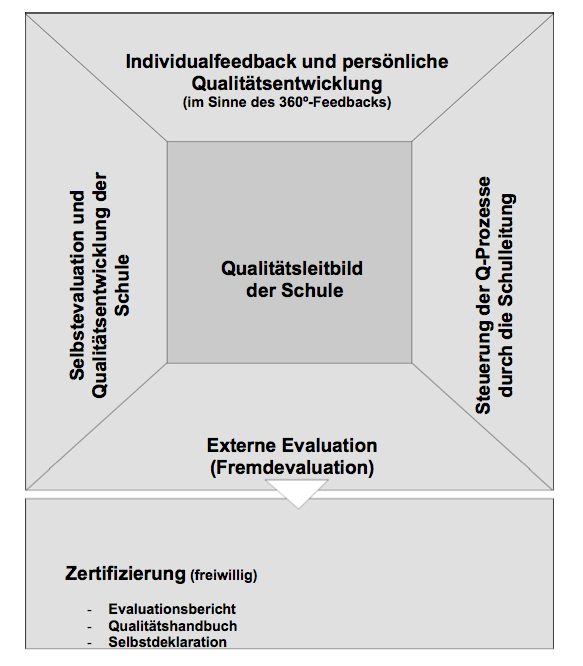 Individualfeedback und persönliche
Qualitätsentwicklung
(im Sinne des 360º-Feedbacks)
Selbstevaluation und
Qualitätsentwicklung der
Schule
Qualitätsleitbild
der Schule
Steuerung der Q-Prozesse
durch die Schulleitung
Externe Evaluation
(Fremdevaluation)
Zertifizierung (freiwillig)
- Evaluationsbericht
- Qualitätshandbuch
- Selbstdeklaration